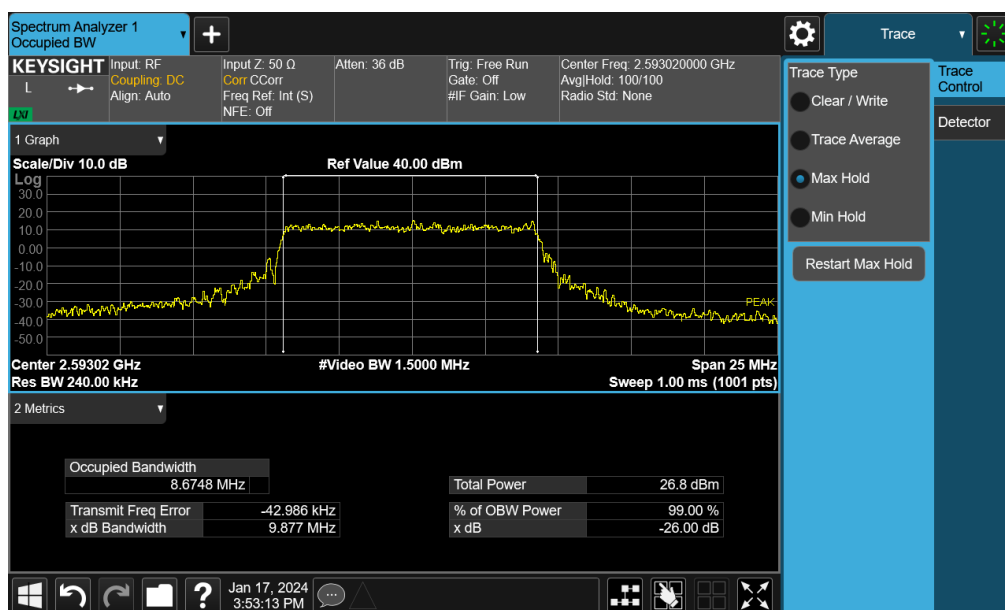 Spectrum Analyzer 1
Occupied BW
Trace
KEYSIGHT
L
LXI
Input: RF
Coupling: DC
Align: Auto
Input Z: 50 Ω
Corr CCorr
Freq Ref: Int (S)
NFE: Off
Atten: 36 dB
Trig: Free Run
Gate: Off
#IF Gain: Low
Center Freq: 2.593020000 GHz
Avg|Hold: 100/100
Radio Std: None
Trace Type
Clear / Write
Trace Average
Max Hold
Min Hold
Restart Max Hold
Trace
Control
Detector
1 Graph
Scale/Div 10.0 dB
Ref Value 40.00 dBm
Log
30.0
20.0
10.0
0.00
-10.0
-20.0
-30.0
-40.0
-50.0
PEAK
Center 2.59302 GHz
#Video BW 1.5000 MHz
Span 25 MHz
Res BW 240.00 kHz
Sweep 1.00 ms (1001 pts)
2 Metrics
Occupied Bandwidth
8.6748 MHz
Transmit Freq Error -42.986 kHz
x dB Bandwidth 9.877 MHz
Total Power 26.8 dBm
% of OBW Power 99.00 %
x dB -26.00 dB
?
Jan 17, 2024
3:53:13 PM